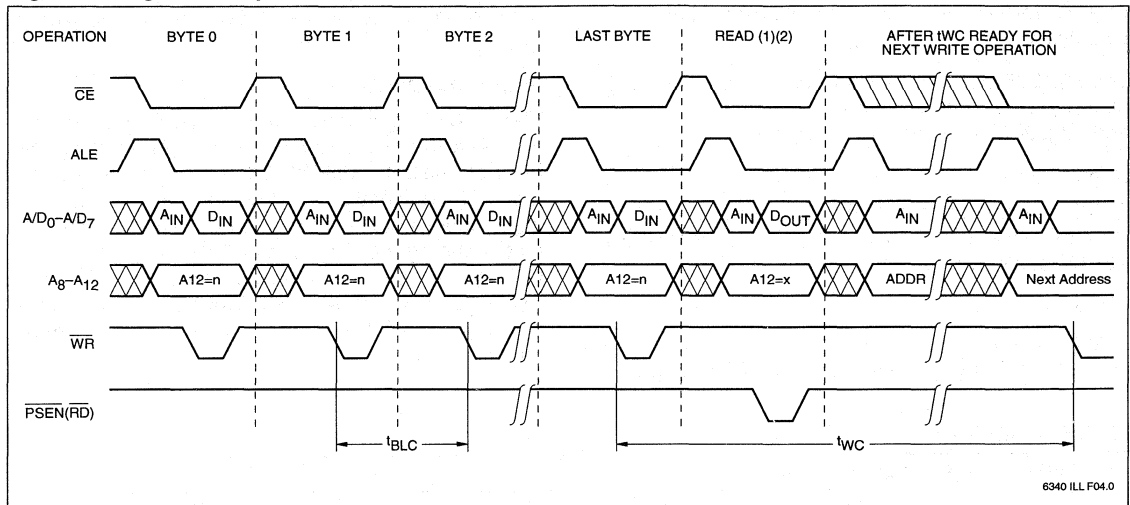 OPERATION BYTE 0 BYTE 1 BYTE 2 LAST BYTE READ (1)(2) AFTER tWC READY FOR
NEXT WRITE OPERATION
CE
ALE
A/D0–A/D7 AIN DIN AIN DIN AIN DIN AIN DIN AIN DOUT AIN AIN
A8–A12 A12=n A12=n A12=n A12=n A12=x ADDR Next Address
WR
PSEN(RD)
tBLC tWC
6340 ILL F04.0